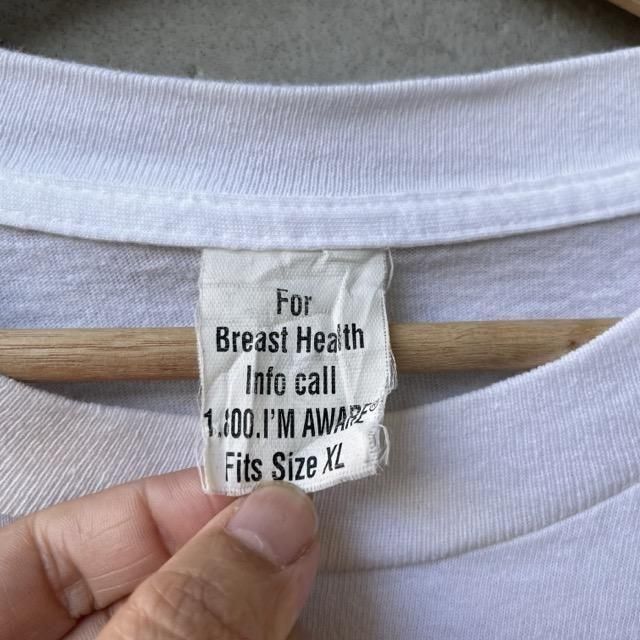 For
Breast Health
Info call
1.800.I'M AWARE®
Fits Size XL